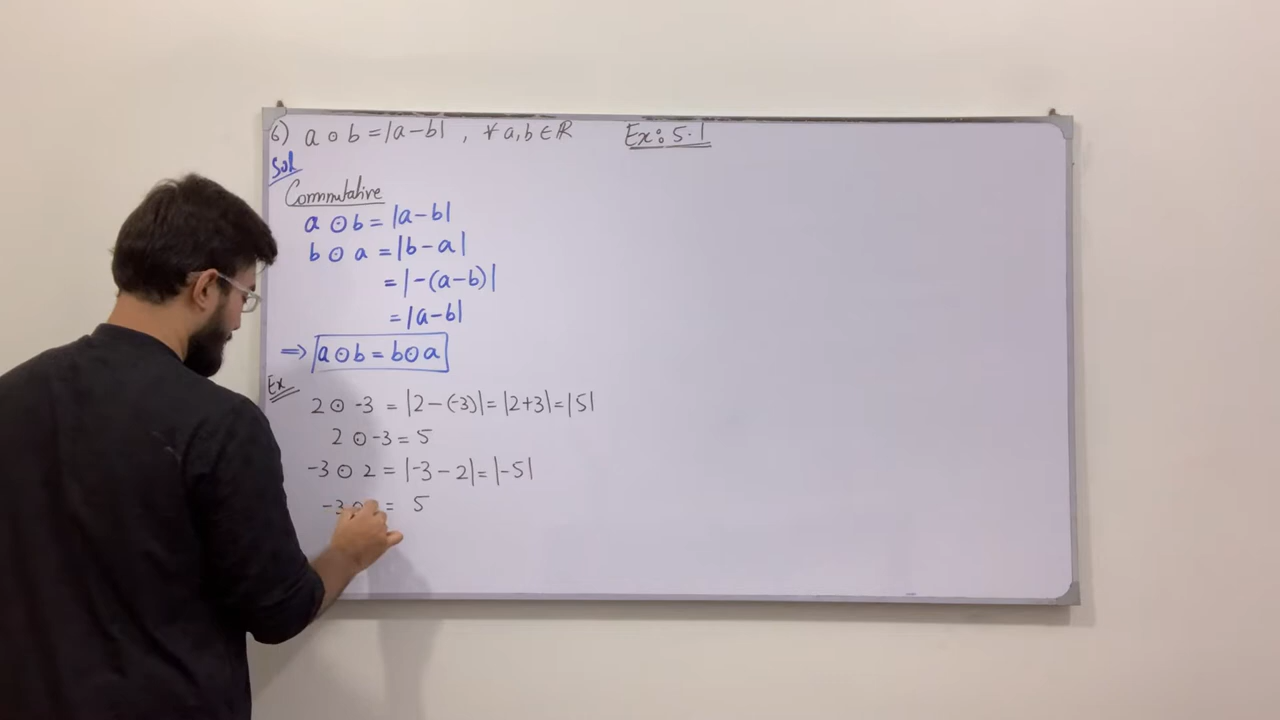 6) a ∘ b = |a-b| , ∀ a,b ∈ ℝ Ex: 5.1
Sol
Commutative
a ⊙ b = |a-b|
b ⊙ a = |b-a|
= |-(a-b)|
= |a-b|
⇒ a ⊙ b = b ⊙ a
Ex
2 ⊙ -3 = |2-(-3)| = |2+3| = |5|
2 ⊙ -3 = 5
-3 ⊙ 2 = |-3-2| = |-5|
-3 = 5